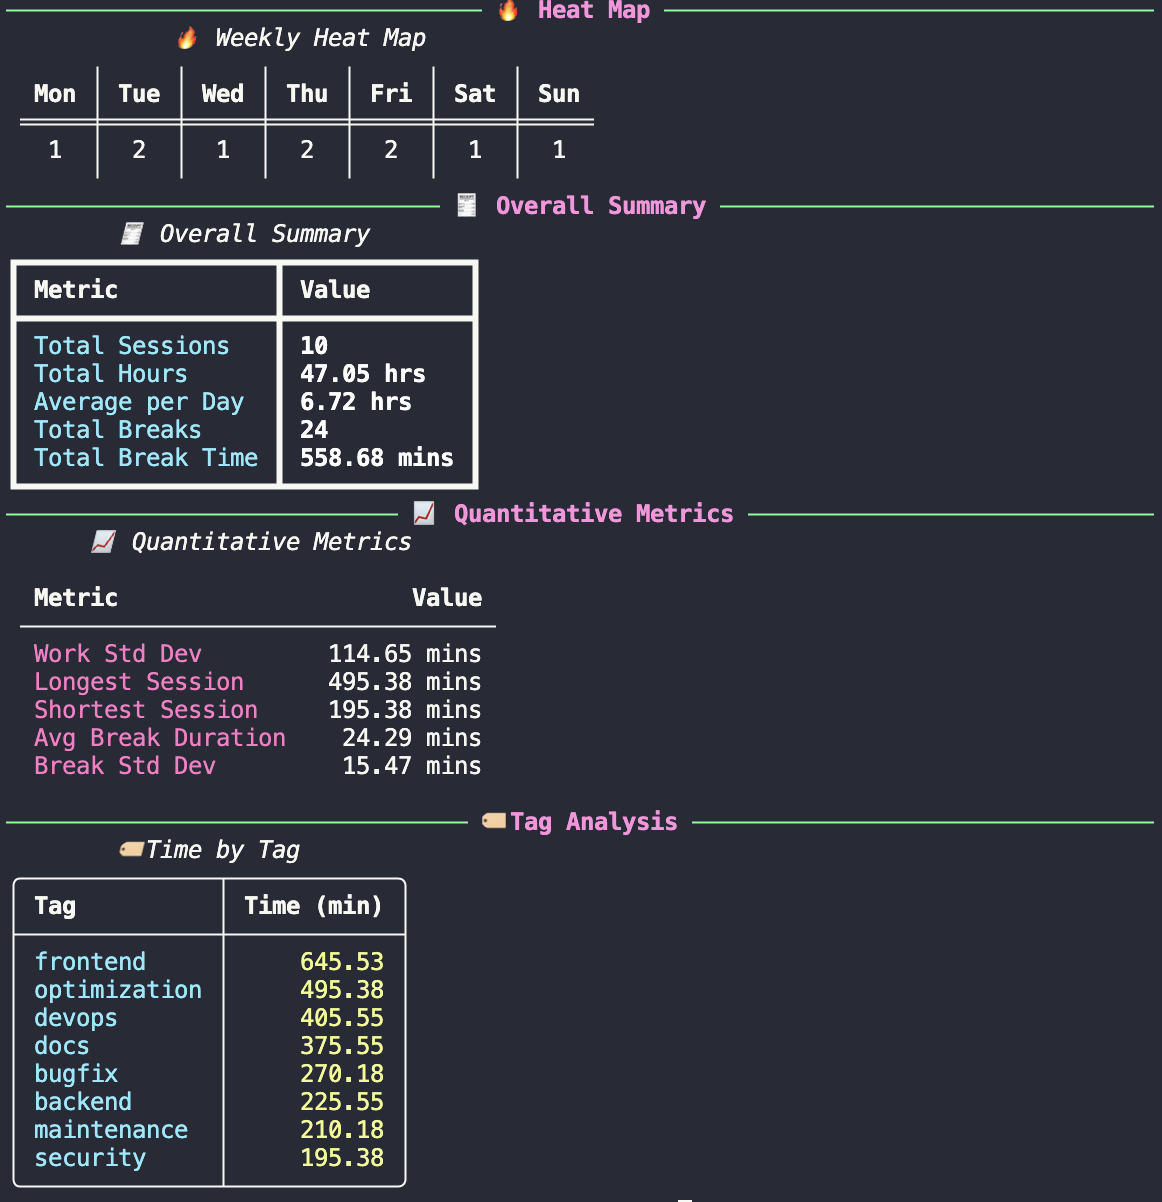 🔥 Heat Map
🔥 Weekly Heat Map
Mon Tue Wed Thu Fri Sat Sun
1 2 1 2 2 1 1
🧾 Overall Summary
🧾 Overall Summary
Metric Value
Total Sessions 10
Total Hours 47.05 hrs
Average per Day 6.72 hrs
Total Breaks 24
Total Break Time 558.68 mins
📈 Quantitative Metrics
📈 Quantitative Metrics
Metric Value
Work Std Dev 114.65 mins
Longest Session 495.38 mins
Shortest Session 195.38 mins
Avg Break Duration 24.29 mins
Break Std Dev 15.47 mins
🏷️Tag Analysis
🏷️Time by Tag
Tag Time (min)
frontend 645.53
optimization 495.38
devops 405.55
docs 375.55
bugfix 270.18
backend 225.55
maintenance 210.18
security 195.38